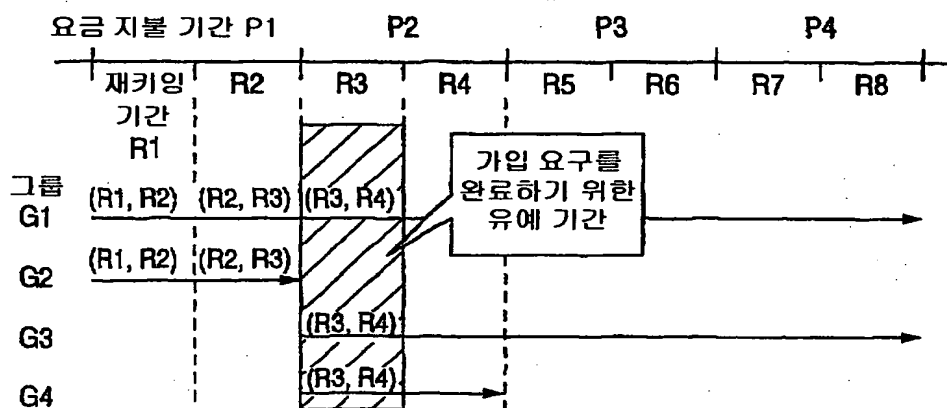 요금 지불 기간 P1 P2 P3 P4
재키잉 R2 R3 R4 R5 R6 R7 R8
기간
R1
가입 요구를
완료하기 위한
유예 기간
그룹
G1 (R1, R2) (R2, R3) (R3, R4)
G2 (R1, R2) (R2, R3)
G3 (R3, R4)
G4 (R3, R4)